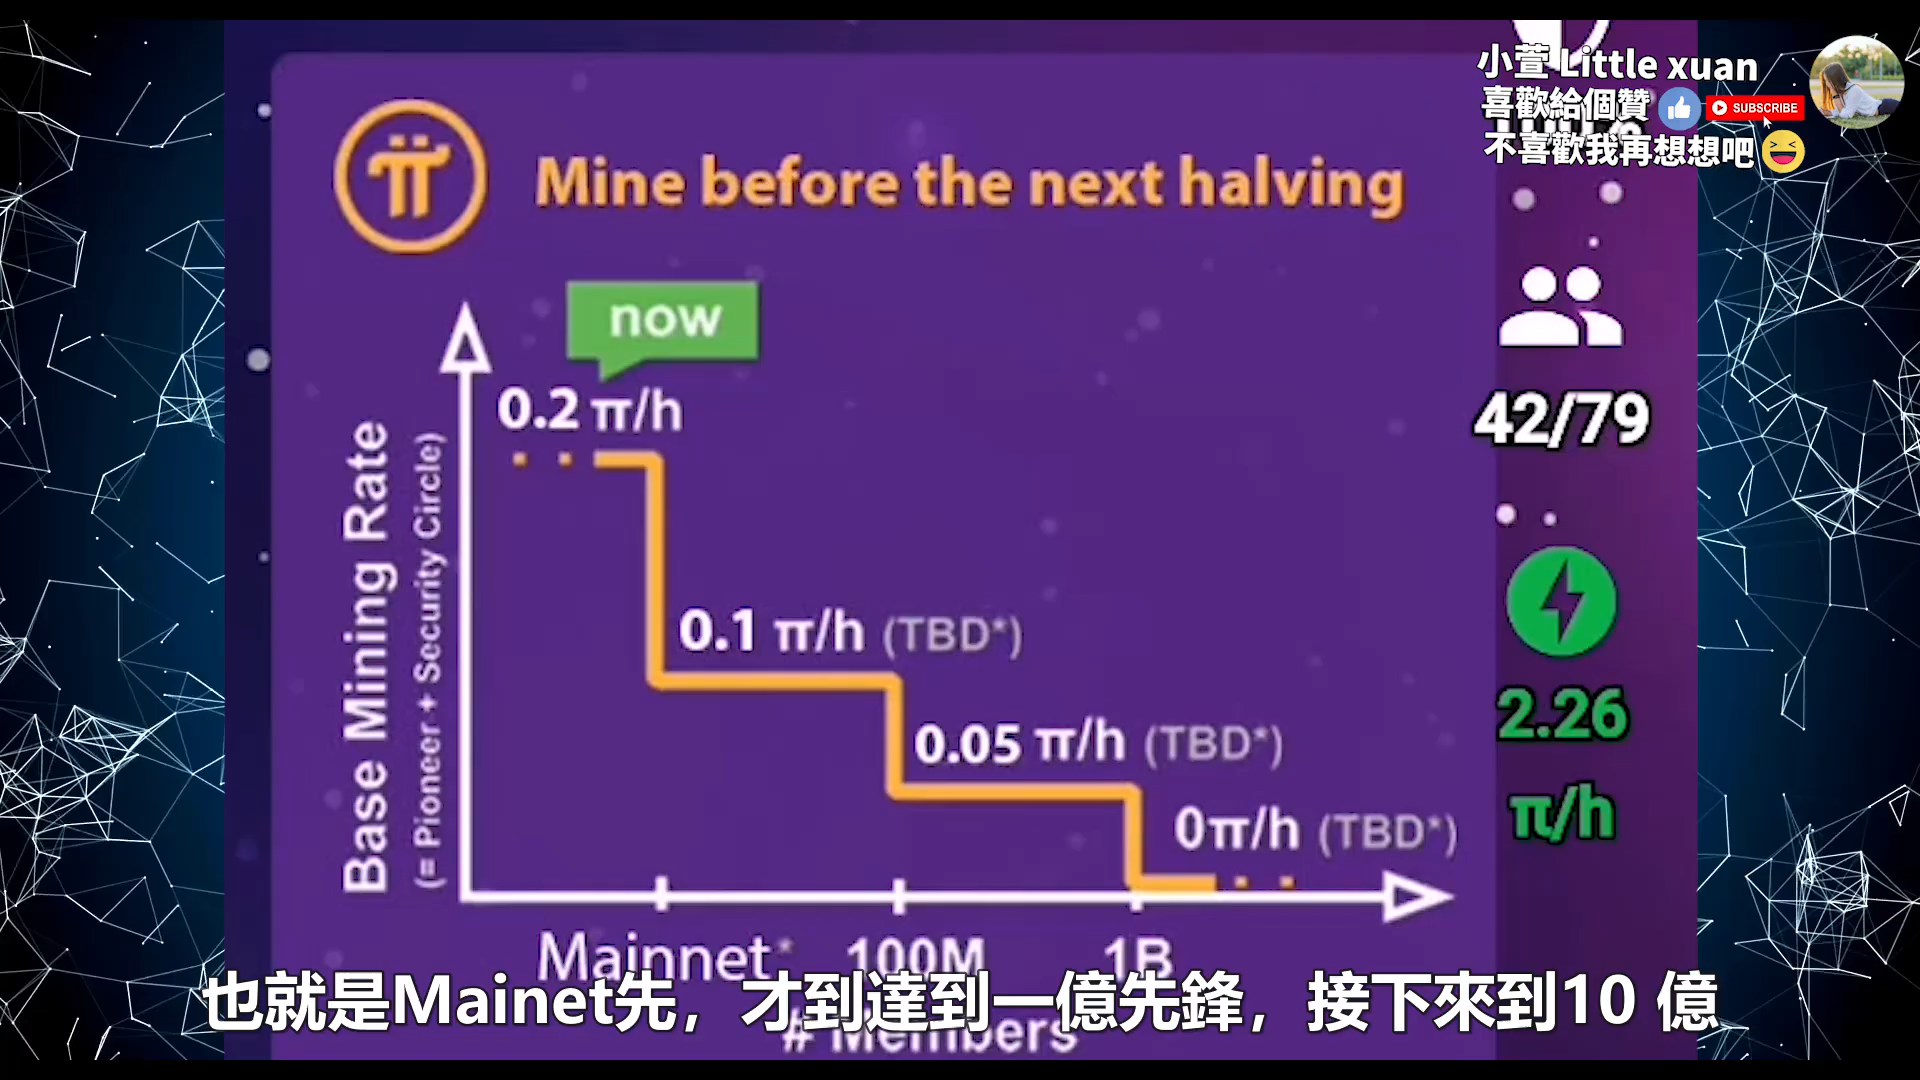 小萱 Little xuan
喜歡給個贊
SUBSCRIBE
不喜歡我再想想吧
Mine before the next halving
now
0.2 π/h
0.1 π/h (TBD*)
0.05 π/h (TBD*)
0π/h (TBD*)
Base Mining Rate
(= Pioneer + Security Circle)
Mainnet* 100M 1B
# Members
42/79
2.26
π/h
也就是Mainet先，才到達到一億先鋒，接下來到10 億